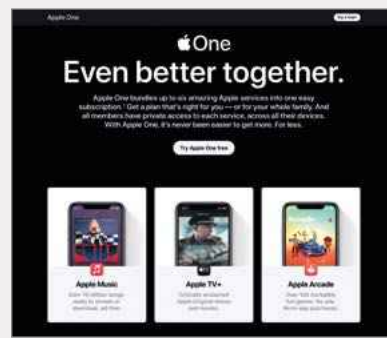 Apple One
Try it free
One
Even better together.
Apple One bundles up to six amazing Apple services into one easy
subscription.¹ Get a plan that's right for you — or for your whole family. And
all members have private access to each service, across all their devices.
With Apple One, it's never been easier to get more. For less.
Try Apple One free
Apple Music
Apple TV+
Apple Arcade